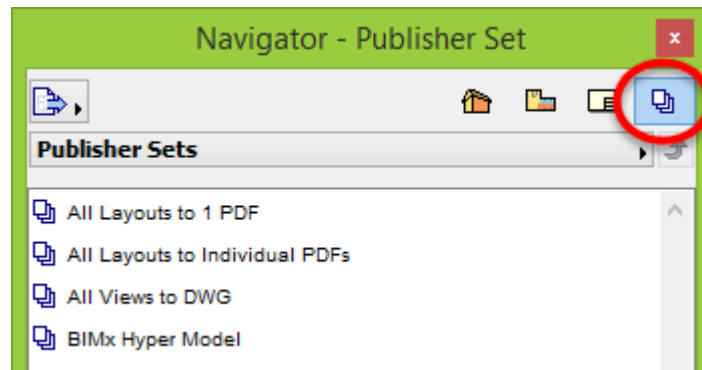 Navigator - Publisher Set
x
Publisher Sets
All Layouts to 1 PDF
All Layouts to Individual PDFs
All Views to DWG
BIMx Hyper Model